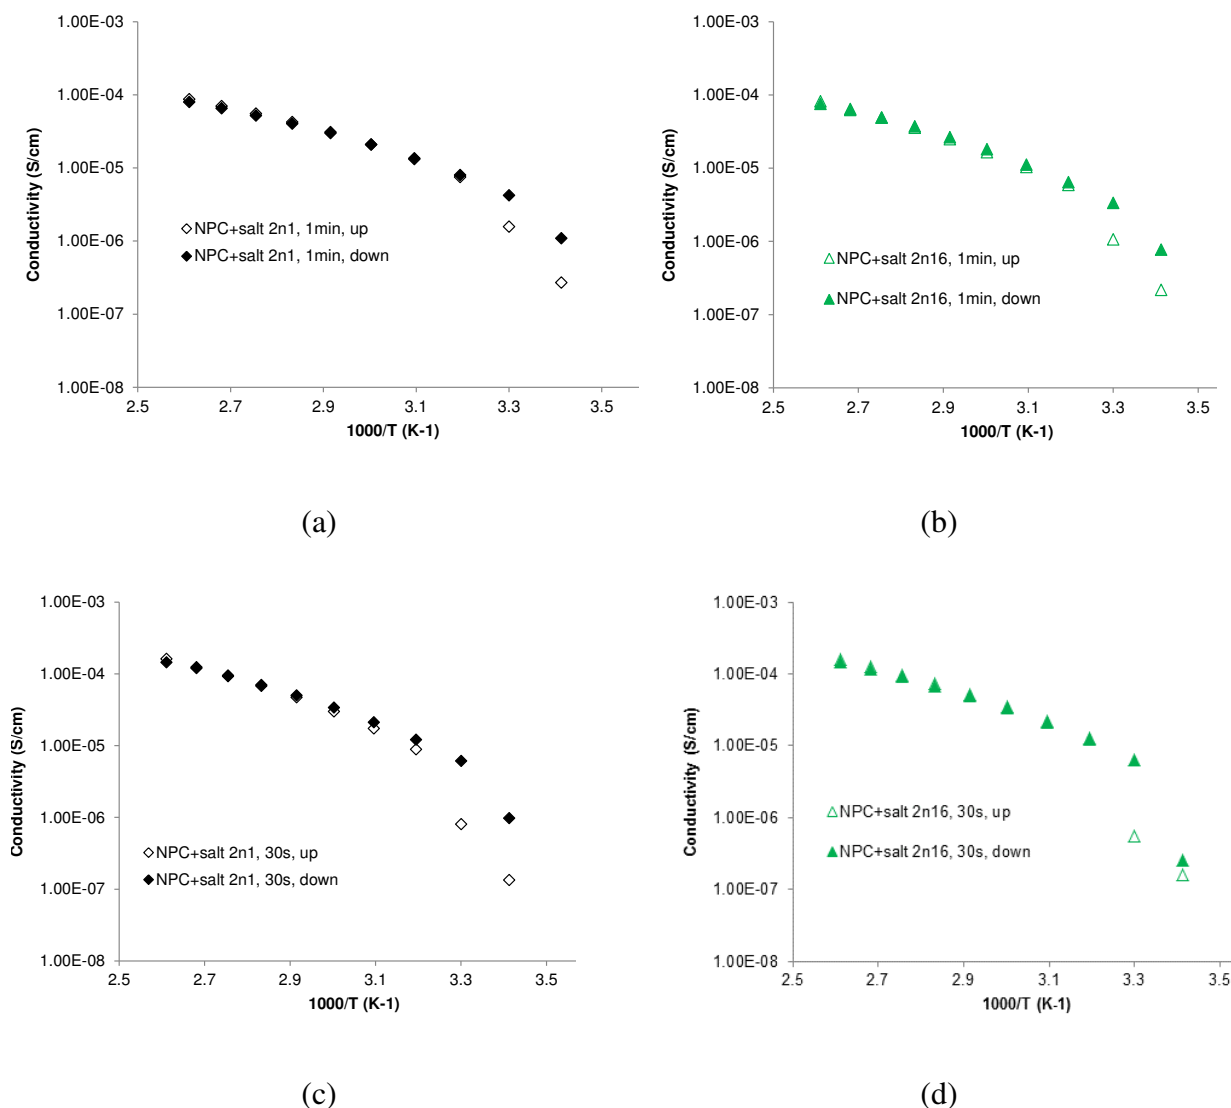 1.00E-03
1.00E-04
1.00E-05
1.00E-06
1.00E-07
1.00E-08
Conductivity (S/cm)
NPC+salt 2n1, 1min, up
NPC+salt 2n1, 1min, down
2.5 2.7 2.9 3.1 3.3 3.5
1000/T (K-1)
(a)
1.00E-03
1.00E-04
1.00E-05
1.00E-06
1.00E-07
1.00E-08
Conductivity (S/cm)
NPC+salt 2n16, 1min, up
NPC+salt 2n16, 1min, down
2.5 2.7 2.9 3.1 3.3 3.5
1000/T (K-1)
(b)
1.00E-03
1.00E-04
1.00E-05
1.00E-06
1.00E-07
1.00E-08
Conductivity (S/cm)
NPC+salt 2n1, 30s, up
NPC+salt 2n1, 30s, down
2.5 2.7 2.9 3.1 3.3 3.5
1000/T (K-1)
(c)
1.00E-03
1.00E-04
1.00E-05
1.00E-06
1.00E-07
1.00E-08
Conductivity (S/cm)
NPC+salt 2n16, 30s, up
NPC+salt 2n16, 30s, down
2.5 2.7 2.9 3.1 3.3 3.5
1000/T (K-1)
(d)